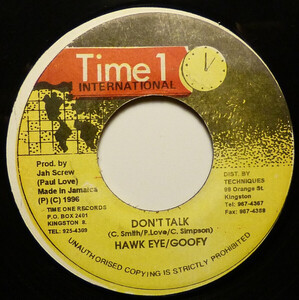 Time 1
INTERNATIONAL
Prod. by
Jah Screw
(Paul Love)
Made in Jamaica
(P) (C) 1996
TIME ONE RECORDS
P.O. BOX 2401
KINGSTON 8.
TEL: 925-4308
DIST. BY
TECHNIQUES
99 Orange St.
Kingston
Tel: 967-4367
Fax: 967-4358
DON'T TALK
(C. Smith/P.Love/C. Simpson)
HAWK EYE/GOOFY
UNAUTHORISED COPYING IS STRICTLY PROHIBITED